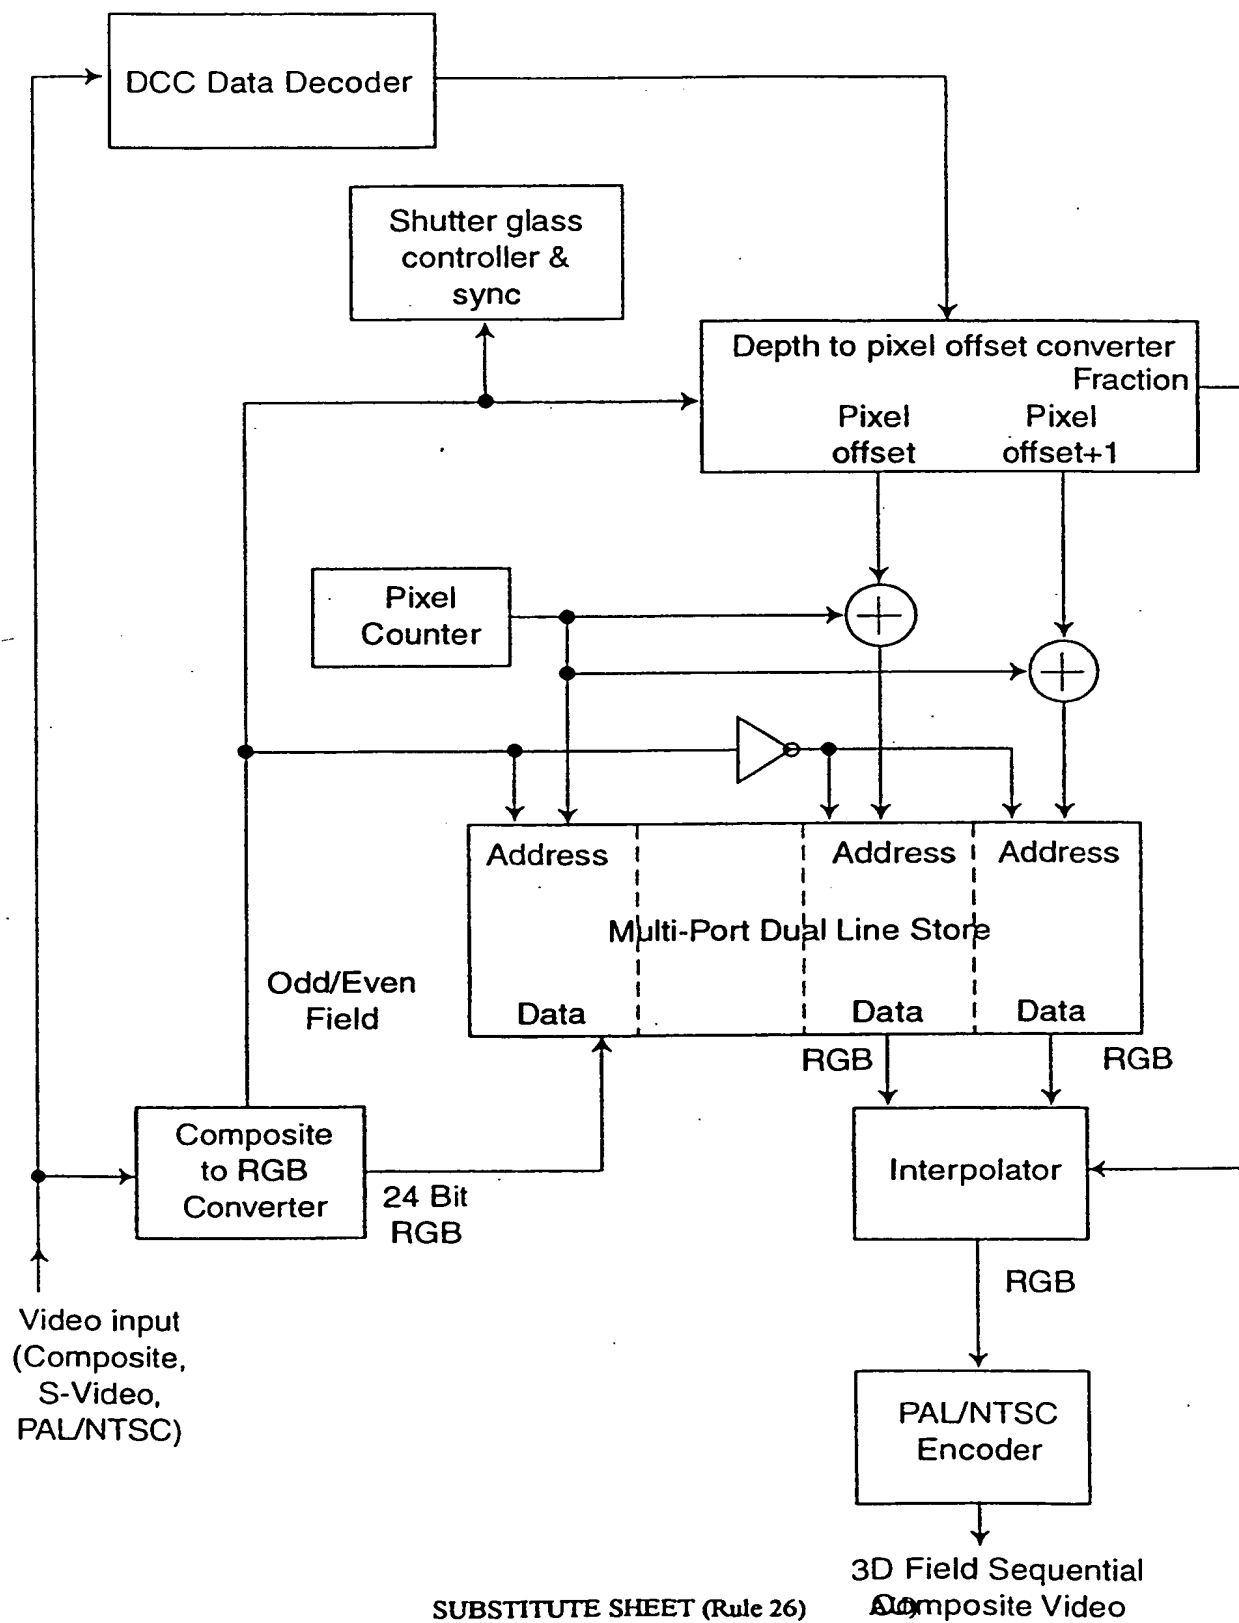 DCC Data Decoder
Shutter glass
controller &
sync
Depth to pixel offset converter
Fraction
Pixel
offset
Pixel
offset+1
Pixel
Counter
Address
Address
Address
Multi-Port Dual Line Store
Data
Data
Data
Odd/Even
Field
RGB
RGB
Composite
to RGB
Converter
24 Bit
RGB
Interpolator
RGB
Video input
(Composite,
S-Video,
PAL/NTSC)
PAL/NTSC
Encoder
3D Field Sequential
Composite Video
SUBSTITUTE SHEET (Rule 26)